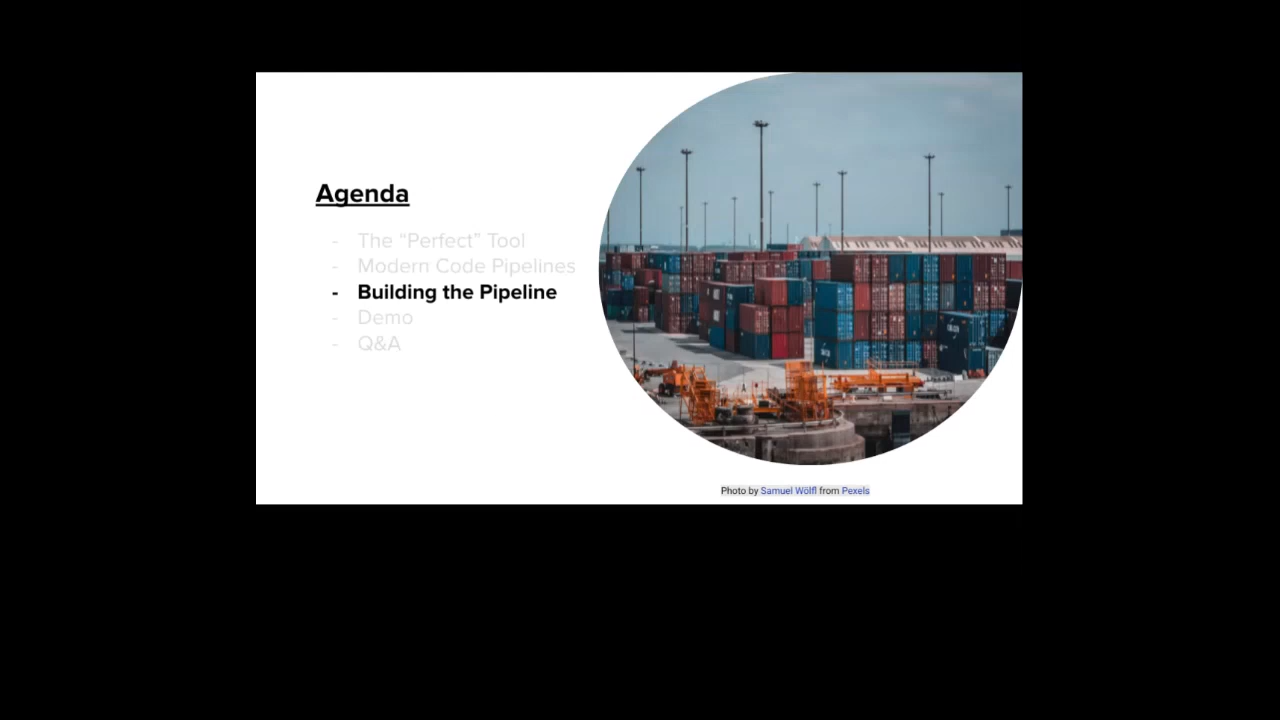 Agenda
- The “Perfect” Tool
- Modern Code Pipelines
- Building the Pipeline
- Demo
- Q&A
Photo by Samuel Wölfl from Pexels